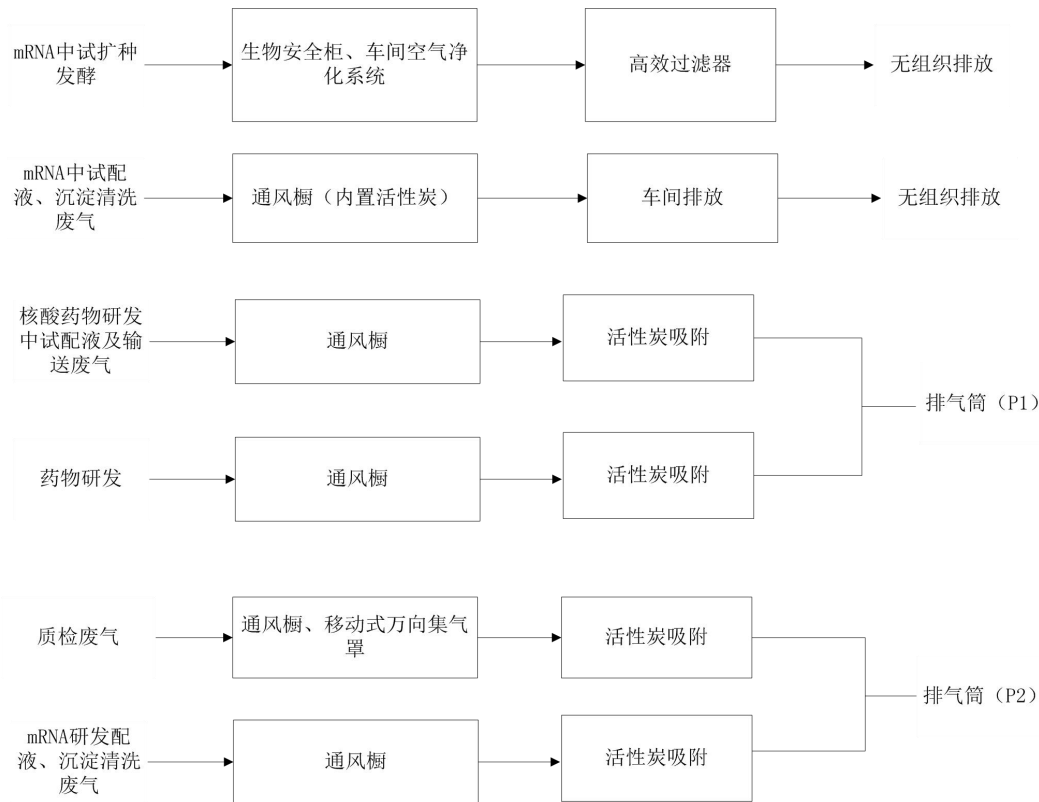 mRNA中试扩种
发酵
生物安全柜、车间空气净
化系统
高效过滤器
无组织排放
mRNA中试配
液、沉淀清洗
废气
通风橱（内置活性炭）
车间排放
无组织排放
核酸药物研发
中试配液及输
送废气
通风橱
活性炭吸附
排气筒（P1）
药物研发
通风橱
活性炭吸附
质检废气
通风橱、移动式万向集气
罩
活性炭吸附
排气筒（P2）
mRNA研发配
液、沉淀清洗
废气
通风橱
活性炭吸附